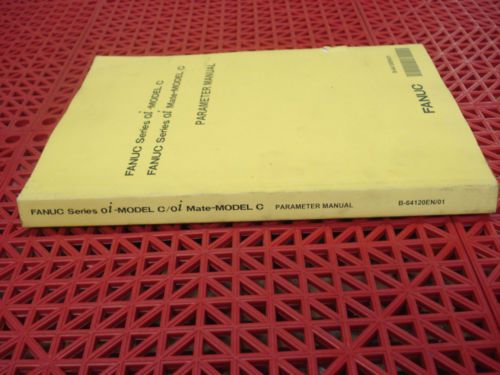 FANUC Series 0i-MODEL C
FANUC Series 0i Mate-MODEL C
PARAMETER MANUAL
FANUC
FANUC Series 0i-MODEL C/0i Mate-MODEL C PARAMETER MANUAL B-64120EN/01